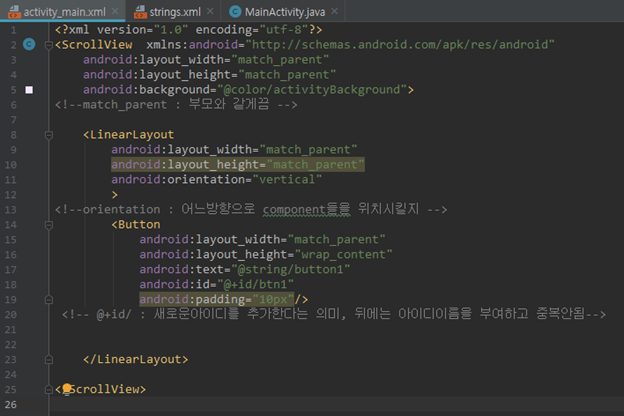 activity_main.xml × strings.xml × MainActivity.java ×
1 <?xml version="1.0" encoding="utf-8"?>
2 <ScrollView xmlns:android="http://schemas.android.com/apk/res/android"
3 android:layout_width="match_parent"
4 android:layout_height="match_parent"
5 android:background="@color/activityBackground">
6 <!--match_parent : 부모와 같게끔 -->
7
8 <LinearLayout
9 android:layout_width="match_parent"
10 android:layout_height="match_parent"
11 android:orientation="vertical"
12 >
13 <!--orientation : 어느방향으로 component들을 위치시킬지 -->
14 <Button
15 android:layout_width="match_parent"
16 android:layout_height="wrap_content"
17 android:text="@string/button1"
18 android:id="@+id/btn1"
19 android:padding="10px"/>
20 <!-- @+id/ : 새로운아이디를 추가한다는 의미, 뒤에는 아이디이름을 부여하고 중복안됨-->
21
22
23 </LinearLayout>
24
25 </ScrollView>
26